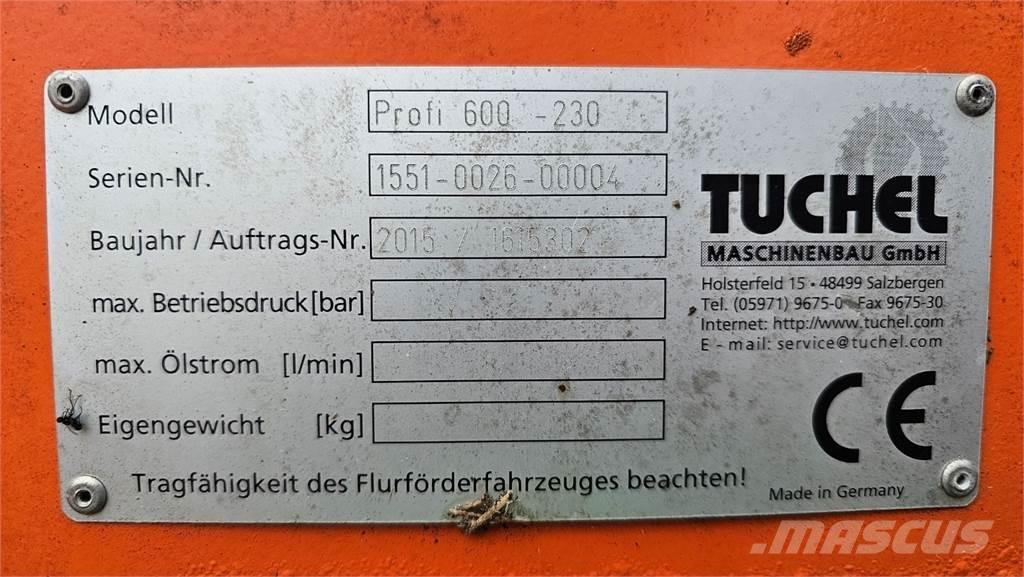 Modell Profi 600 -230
Serien-Nr. 1551-0026-00004
Baujahr / Auftrags-Nr. 2015 / 1615302
max. Betriebsdruck [bar]
max. Ölstrom [l/min]
Eigengewicht [Kg]
Tragfähigkeit des Flurförderfahrzeuges beachten!
TUCHEL
MASCHINENBAU GmbH
Holsterfeld 15 • 48499 Salzbergen
Tel. (05971) 9675-0 Fax 9675-30
Internet: http://www.tuchel.com
E - mail: service@tuchel.com
CE
Made in Germany
MASCUS